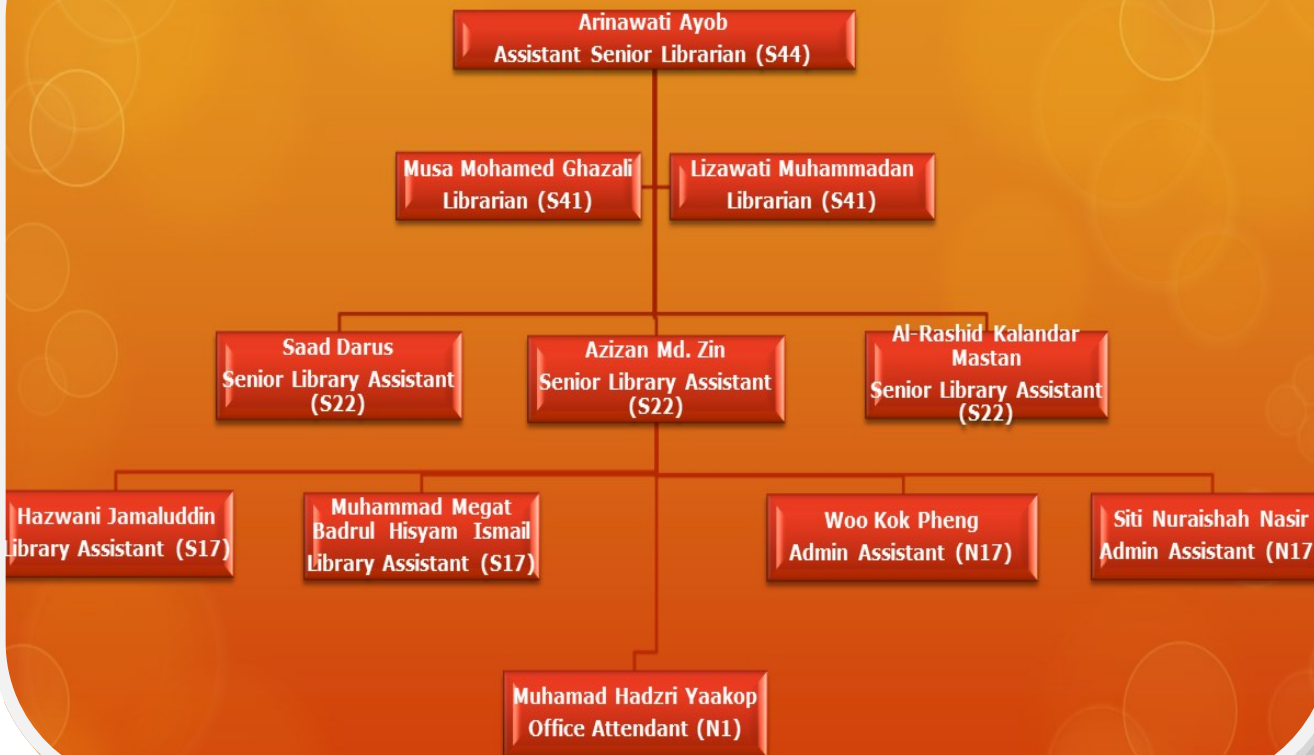 Arinawati Ayob
Assistant Senior Librarian (S44)
Musa Mohamed Ghazali
Librarian (S41)
Lizawati Muhammadan
Librarian (S41)
Saad Darus
Senior Library Assistant
(S22)
Azizan Md. Zin
Senior Library Assistant
(S22)
Al-Rashid Kalandar
Mastan
Senior Library Assistant
(S22)
Hazwani Jamaluddin
Library Assistant (S17)
Muhammad Megat
Badrul Hisyam Ismail
Library Assistant (S17)
Woo Kok Pheng
Admin Assistant (N17)
Siti Nuraishah Nasir
Admin Assistant (N17
Muhamad Hadzri Yaakop
Office Attendant (N1)